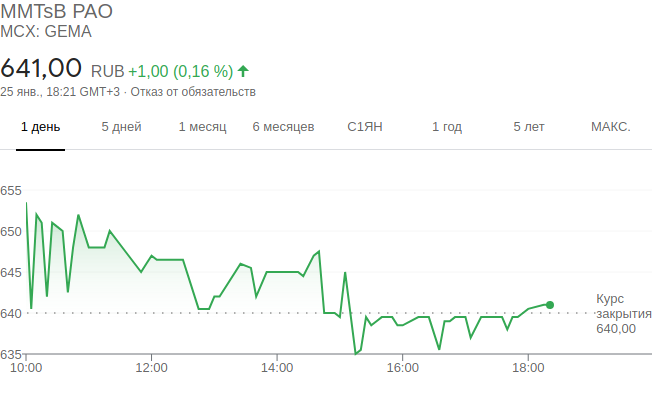 MMTsB PAO
MCX: GEMA
641,00 RUB +1,00 (0,16 %)
25 янв., 18:21 GMT+3 · Отказ от обязательств
1 день 5 дней 1 месяц 6 месяцев С1ЯН 1 год 5 лет МАКС.
655
650
645
640
635
Курс
закрытия
640,00
10:00 12:00 14:00 16:00 18:00